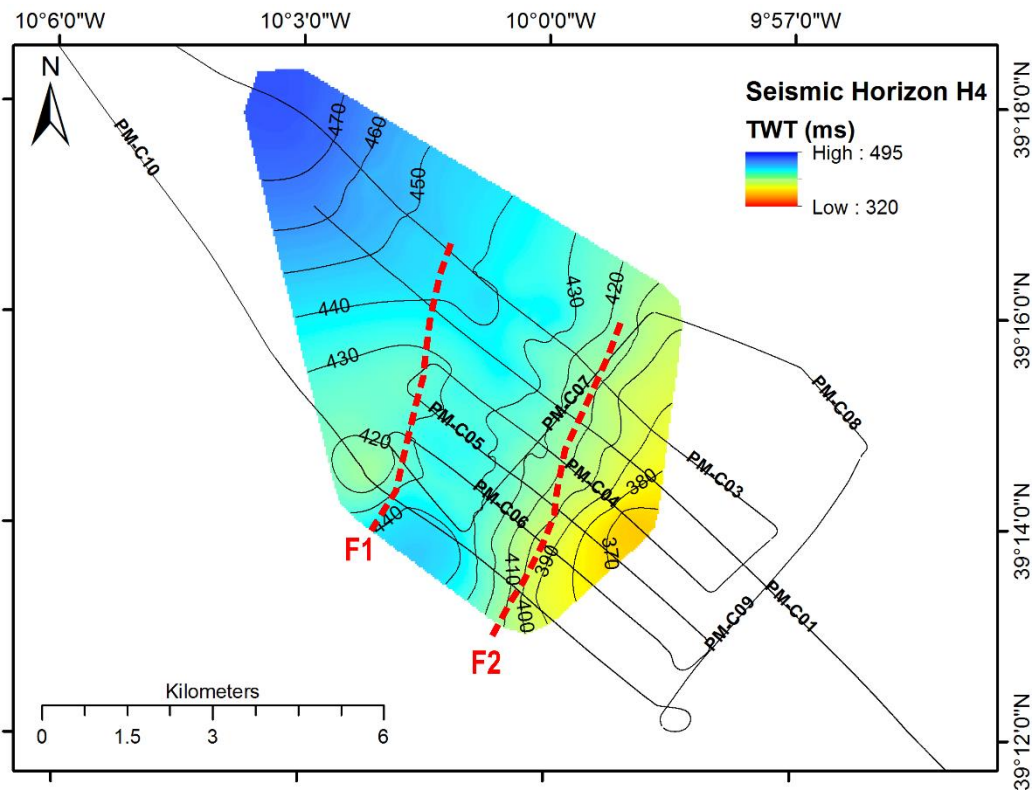 10°6'0"W 10°3'0"W 10°0'0"W 9°57'0"W
N
Seismic Horizon H4
TWT (ms)
High : 495
Low : 320
39°18'0"N
39°16'0"N
39°14'0"N
39°12'0"N
PM-C10
470
460
450
440
430
430
420
420
440
PM-C07
PM-C08
PM-C05
PM-C06
PM-C04
PM-C03
380
370
390
410
400
PM-C09
PM-C01
F1
F2
Kilometers
0 1.5 3 6